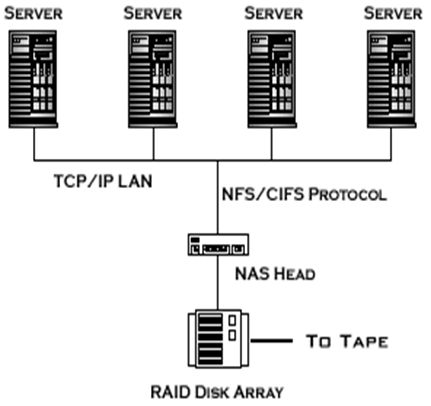 SERVER SERVER SERVER SERVER
TCP/IP LAN
NFS/CIFS PROTOCOL
NAS HEAD
TO TAPE
RAID DISK ARRAY